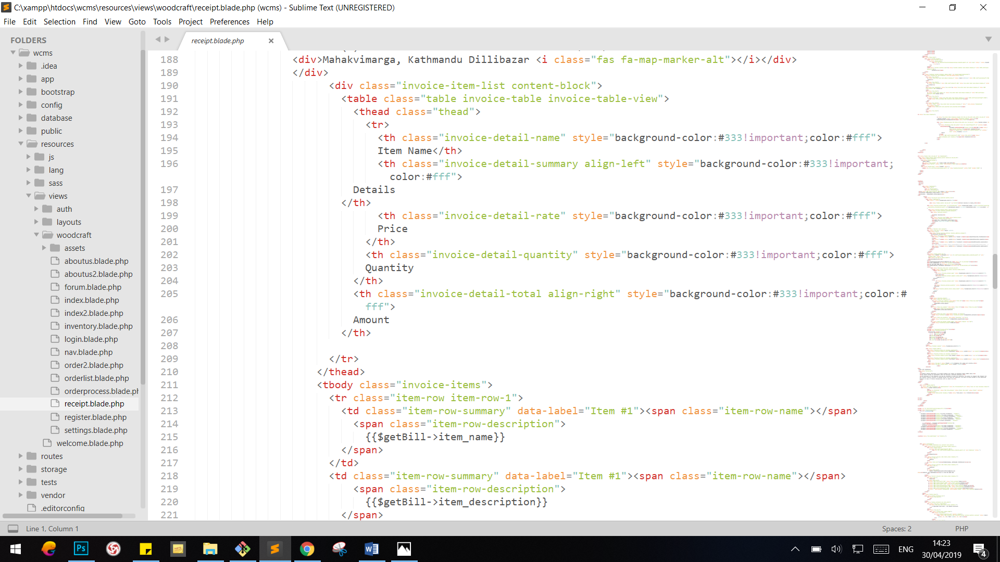 C:\xampp\htdocs\wcms\resources\views\woodcraft\receipt.blade.php (wcms) - Sublime Text (UNREGISTERED)
File Edit Selection Find View Goto Tools Project Preferences Help
FOLDERS
wcms
.idea
app
bootstrap
config
database
public
resources
js
lang
sass
views
auth
layouts
woodcraft
assets
aboutus.blade.php
aboutus2.blade.php
forum.blade.php
index.blade.php
index2.blade.php
inventory.blade.php
login.blade.php
nav.blade.php
order2.blade.php
orderlist.blade.php
orderprocess.blade.ph
receipt.blade.php
register.blade.php
settings.blade.php
welcome.blade.php
routes
storage
tests
vendor
.editorconfig
receipt.blade.php
188 <div>Mahakvimarga, Kathmandu Dillibazar <i class="fas fa-map-marker-alt"></i></div>
189 </div>
190 <div class="invoice-item-list content-block">
191 <table class="table invoice-table invoice-table-view">
192 <thead class="thead">
193 <tr>
194 <th class="invoice-detail-name" style="background-color:#333!important;color:#fff">
195 Item Name</th>
196 <th class="invoice-detail-summary align-left" style="background-color:#333!important;
color:#fff">
197 Details
198 </th>
199 <th class="invoice-detail-rate" style="background-color:#333!important;color:#fff">
200 Price
201 </th>
202 <th class="invoice-detail-quantity" style="background-color:#333!important;color:#fff">
203 Quantity
204 </th>
205 <th class="invoice-detail-total align-right" style="background-color:#333!important;color:#
fff">
206 Amount
207 </th>
208
209 </tr>
210 </thead>
211 <tbody class="invoice-items">
212 <tr class="item-row item-row-1">
213 <td class="item-row-summary" data-label="Item #1"><span class="item-row-name"></span>
214 <span class="item-row-description">
215 {{$getBill->item_name}}
216 </span>
217 </td>
218 <td class="item-row-summary" data-label="Item #1"><span class="item-row-name"></span>
219 <span class="item-row-description">
220 {{$getBill->item_description}}
221 </span>
Line 1, Column 1
Spaces: 2
PHP
Ps
ENG
14:23
30/04/2019
4